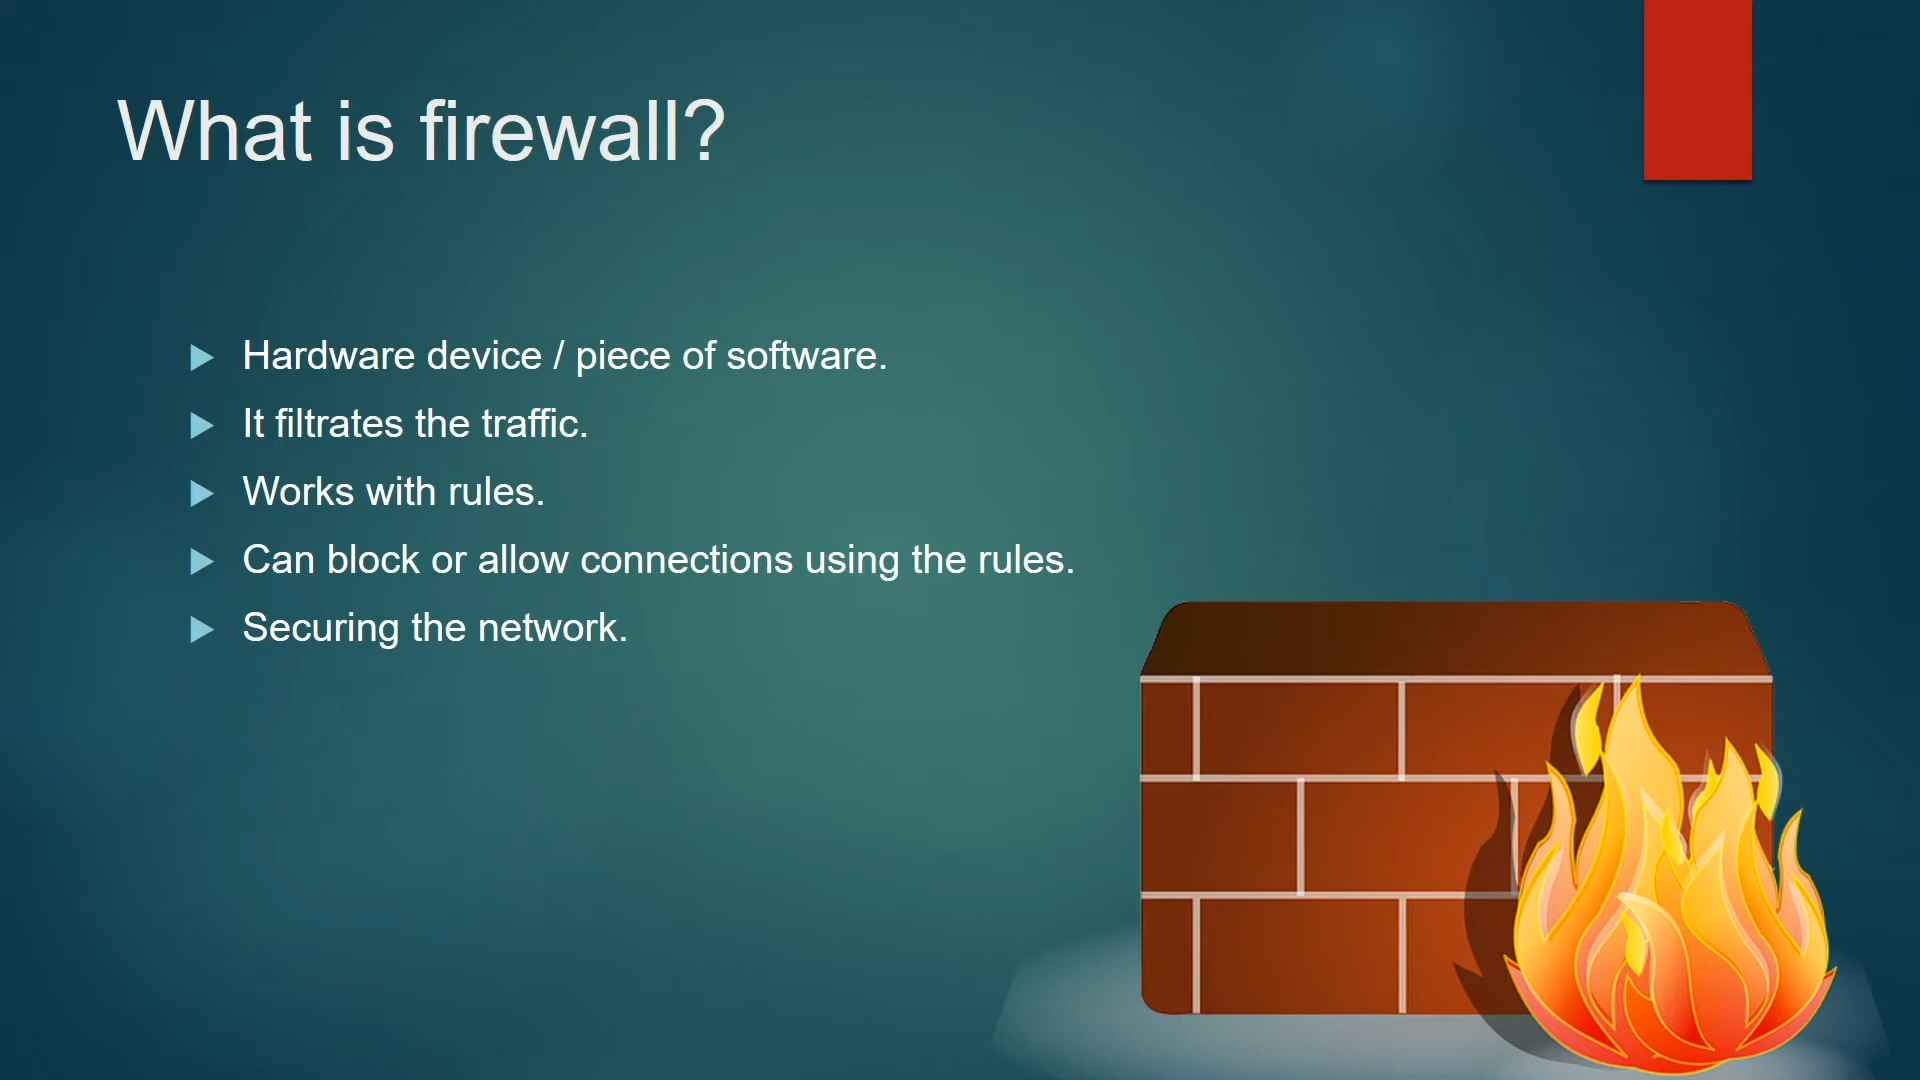 What is firewall?
Hardware device / piece of software.
It filtrates the traffic.
Works with rules.
Can block or allow connections using the rules.
Securing the network.